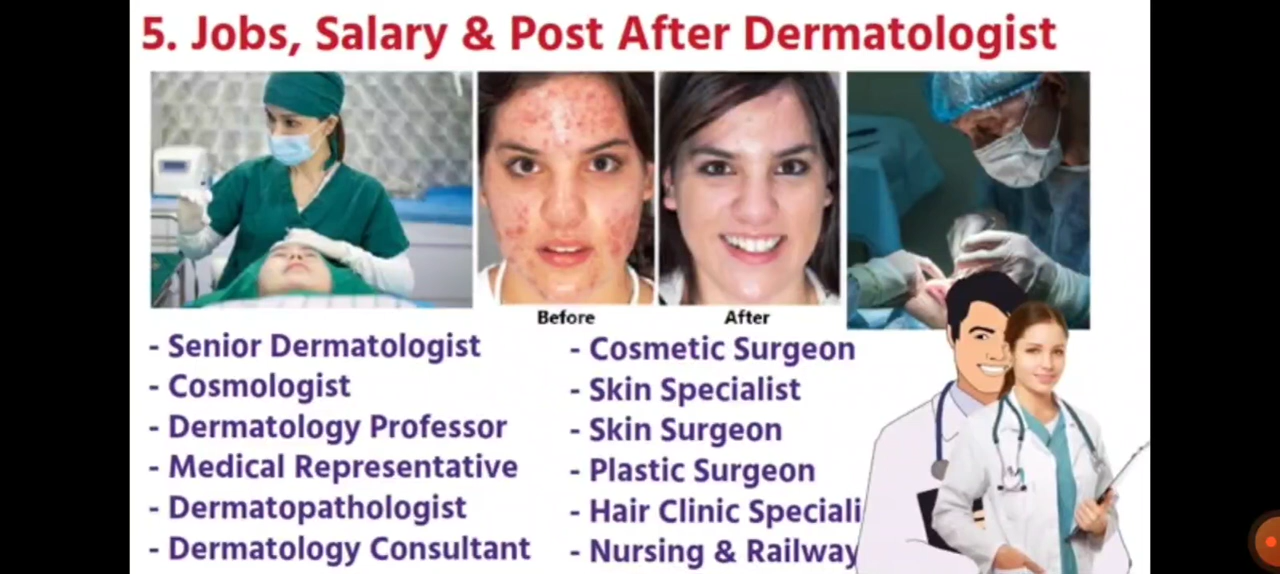 5. Jobs, Salary & Post After Dermatologist
Before
After
- Senior Dermatologist
- Cosmologist
- Dermatology Professor
- Medical Representative
- Dermatopathologist
- Dermatology Consultant
- Cosmetic Surgeon
- Skin Specialist
- Skin Surgeon
- Plastic Surgeon
- Hair Clinic Speciali
- Nursing & Railway